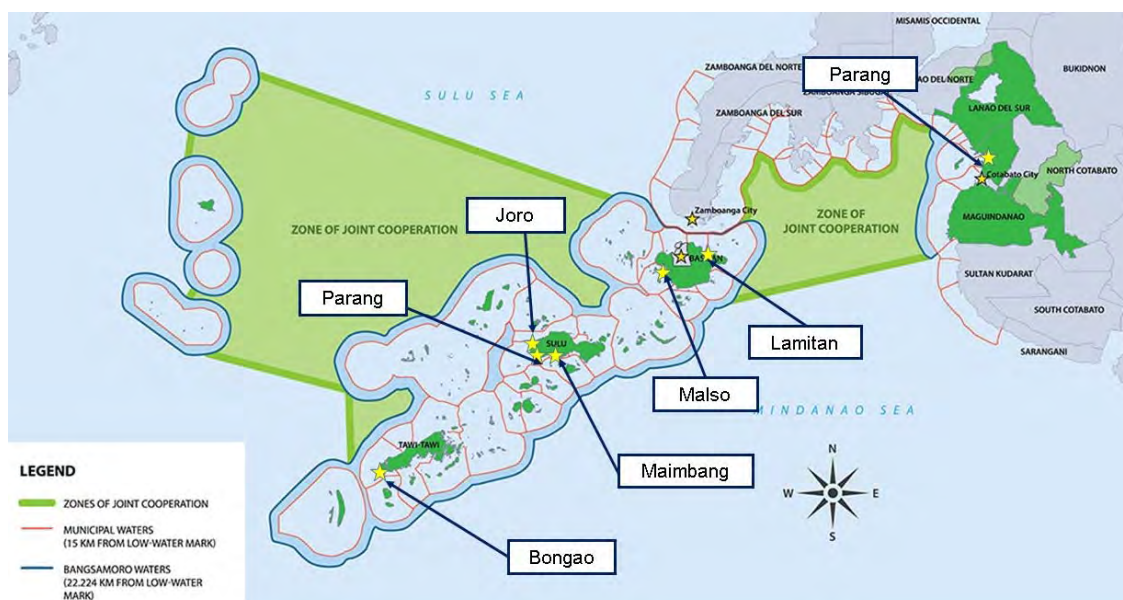 MISAMIS OCCIDENTAL
ZAMBOANGA DEL NORTE
Parang
BUKIDNON
SULU SEA
ZAMBOANGA DEL SUR
LANAO DEL SUR
Joro
Zamboanga City
Cotabato City
NORTH COTABATO
ZONE OF JOINT COOPERATION
ZONE OF
JOINT COOPERATION
MAGUINDANAO
Parang
SULTAN KUDARAT
SOUTH COTABATO
SULU
Lamitan
SARANGANI
Malso
MINDANAO SEA
TAWI-TAWI
Maimbang
N
W E
S
Bongao
LEGEND
ZONES OF JOINT COOPERATION
MUNICIPAL WATERS
(15 KM FROM LOW-WATER MARK)
BANGSAMORO WATERS
(22.224 KM FROM LOW-WATER
MARK)